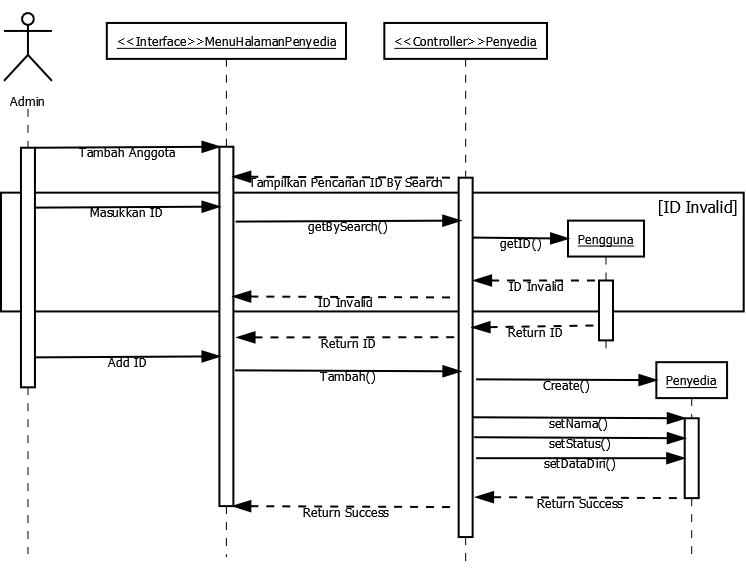 <<Interface>>MenuHalamanPenyedia
<<Controller>>Penyedia
Admin
Tambah Anggota
Tampilkan Pencarian ID By Search
[ID Invalid]
Masukkan ID
getBySearch()
getID()
Pengguna
ID Invalid
ID Invalid
Return ID
Return ID
Add ID
Tambah()
Create()
Penyedia
setNama()
setStatus()
setDataDiri()
Return Success
Return Success